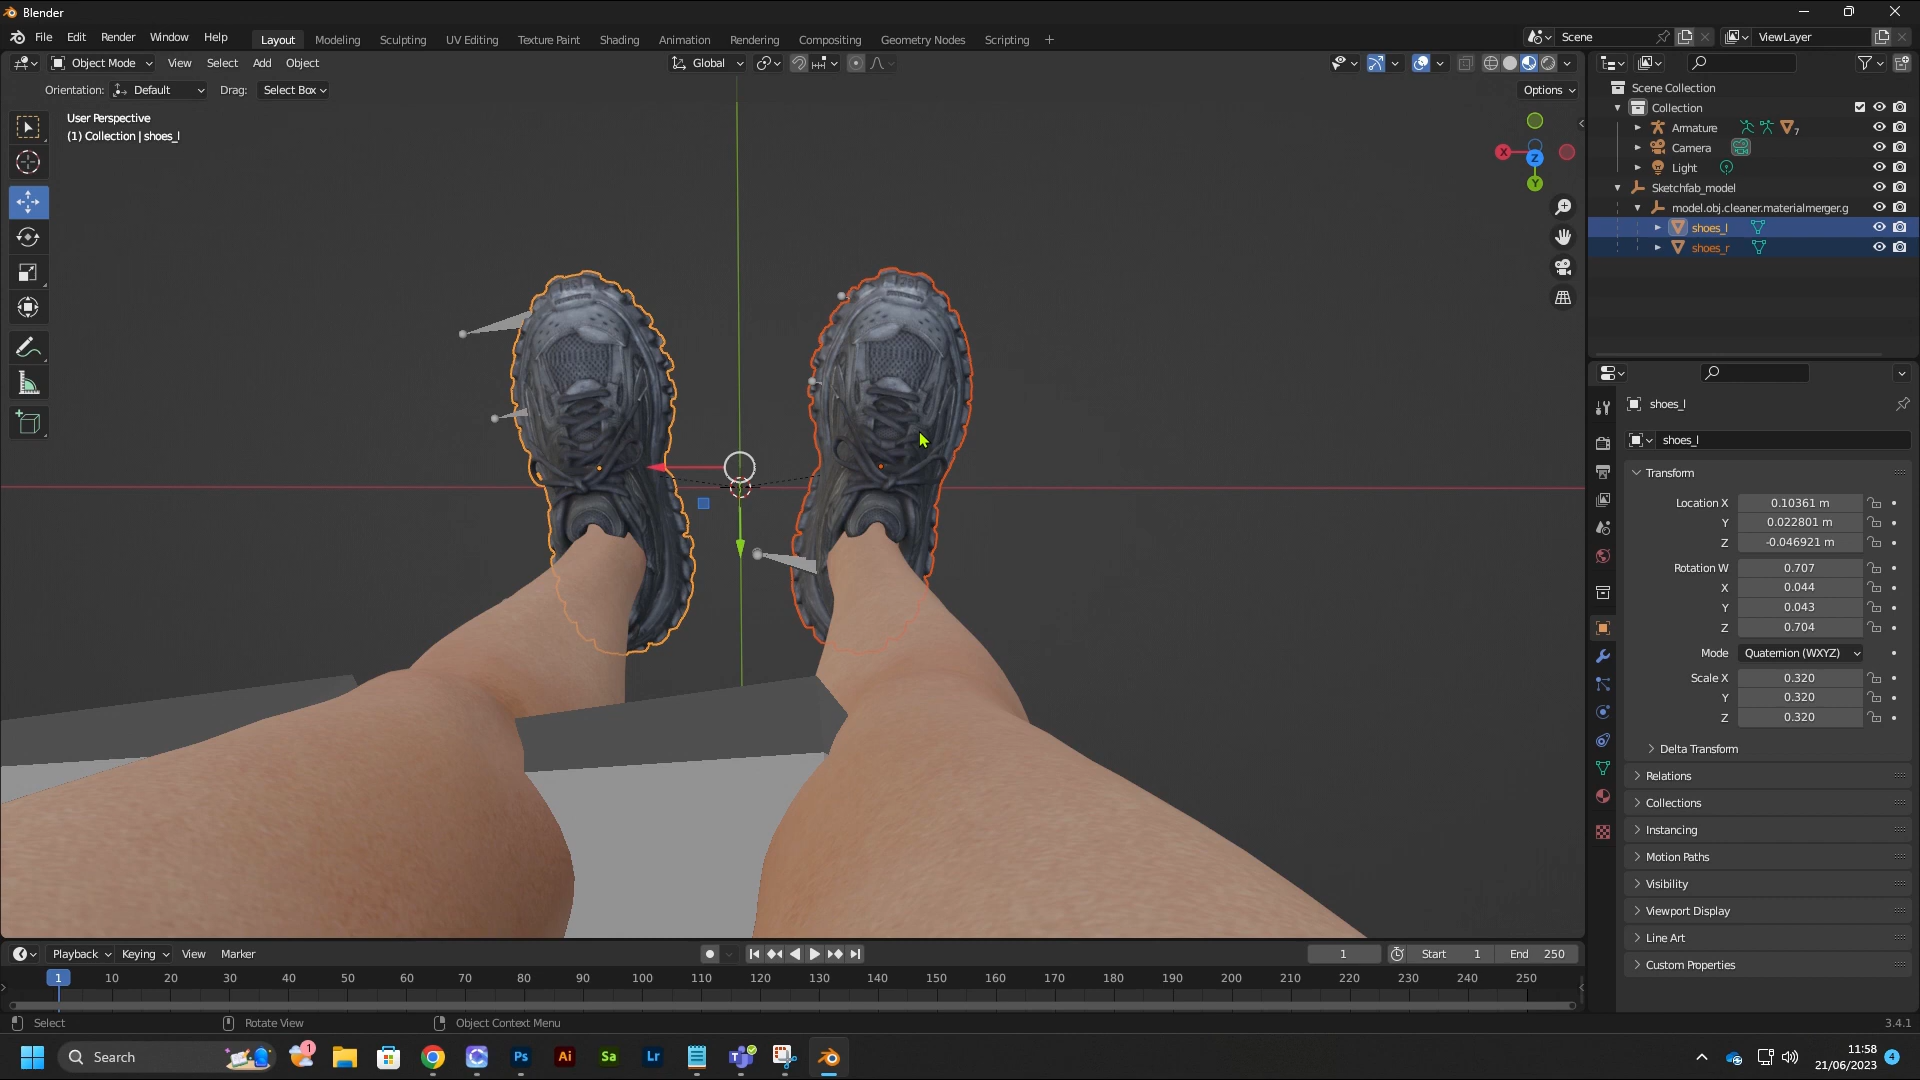 Blender
File Edit Render Window Help
Layout Modeling Sculpting UV Editing Texture Paint Shading Animation Rendering Compositing Geometry Nodes Scripting +
Scene
ViewLayer
Object Mode View Select Add Object
Global
Orientation: Default Drag: Select Box
Options
User Perspective
(1) Collection | shoes_l
X
Z
Y
Scene Collection
Collection
Armature 7
Camera
Light
Sketchfab_model
model.obj.cleaner.materialmerger.g
shoes_l
shoes_r
shoes_l
shoes_l
Transform
Location X 0.10361 m
Y 0.022801 m
Z -0.046921 m
Rotation W 0.707
X 0.044
Y 0.043
Z 0.704
Mode Quaternion (WXYZ)
Scale X 0.320
Y 0.320
Z 0.320
Delta Transform
Relations
Collections
Instancing
Motion Paths
Visibility
Viewport Display
Line Art
Custom Properties
Playback Keying View Marker
1 Start 1 End 250
1 10 20 30 40 50 60 70 80 90 100 110 120 130 140 150 160 170 180 190 200 210 220 230 240 250
Select Rotate View Object Context Menu
3.4.1
Search
1
Ps Ai Sa Lr
11:58
21/06/2023
4